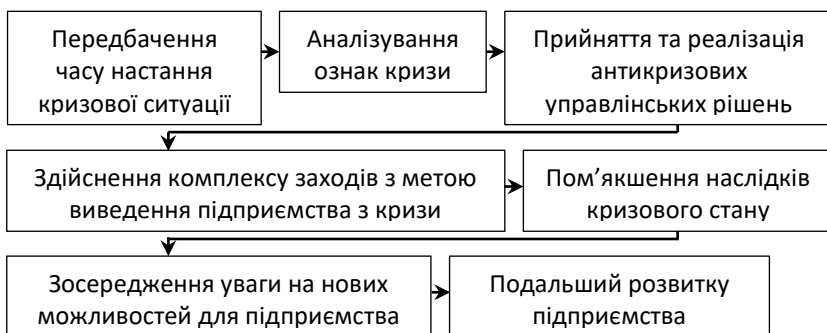 Передбачення
часу настання
кризової ситуації
Аналізування
ознак кризи
Прийняття та реалізація
антикризових
управлінських рішень
Здійснення комплексу заходів з метою
виведення підприємства з кризи
Пом’якшення наслідків
кризового стану
Зосередження уваги на нових
можливостей для підприємства
Подальший розвитку
підприємства